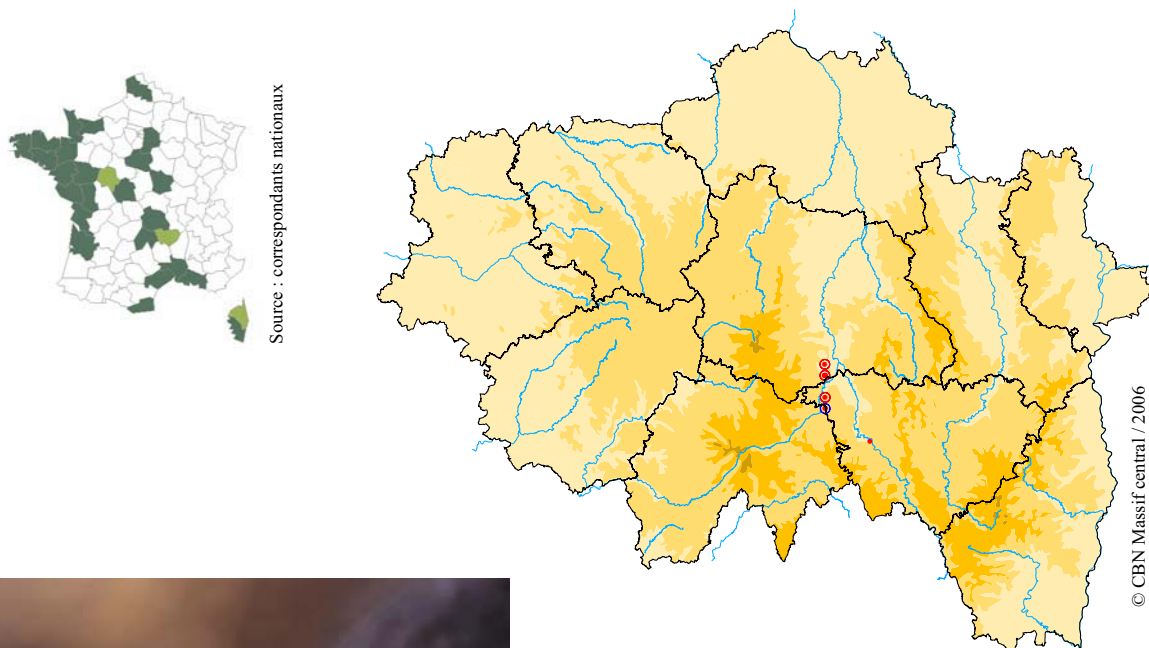 Source : correspondants nationaux
© CBN Massif central / 2006